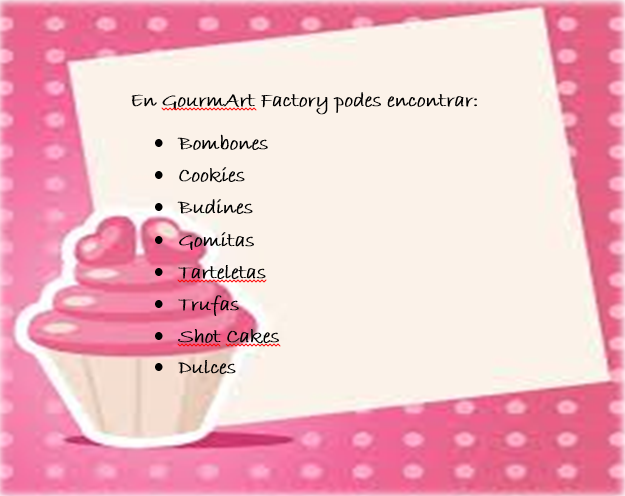 En GourmArt Factory podes encontrar:
• Bombones
• Cookies
• Budines
• Gomitas
• Tarteletas
• Trufas
• Shot Cakes
• Dulces